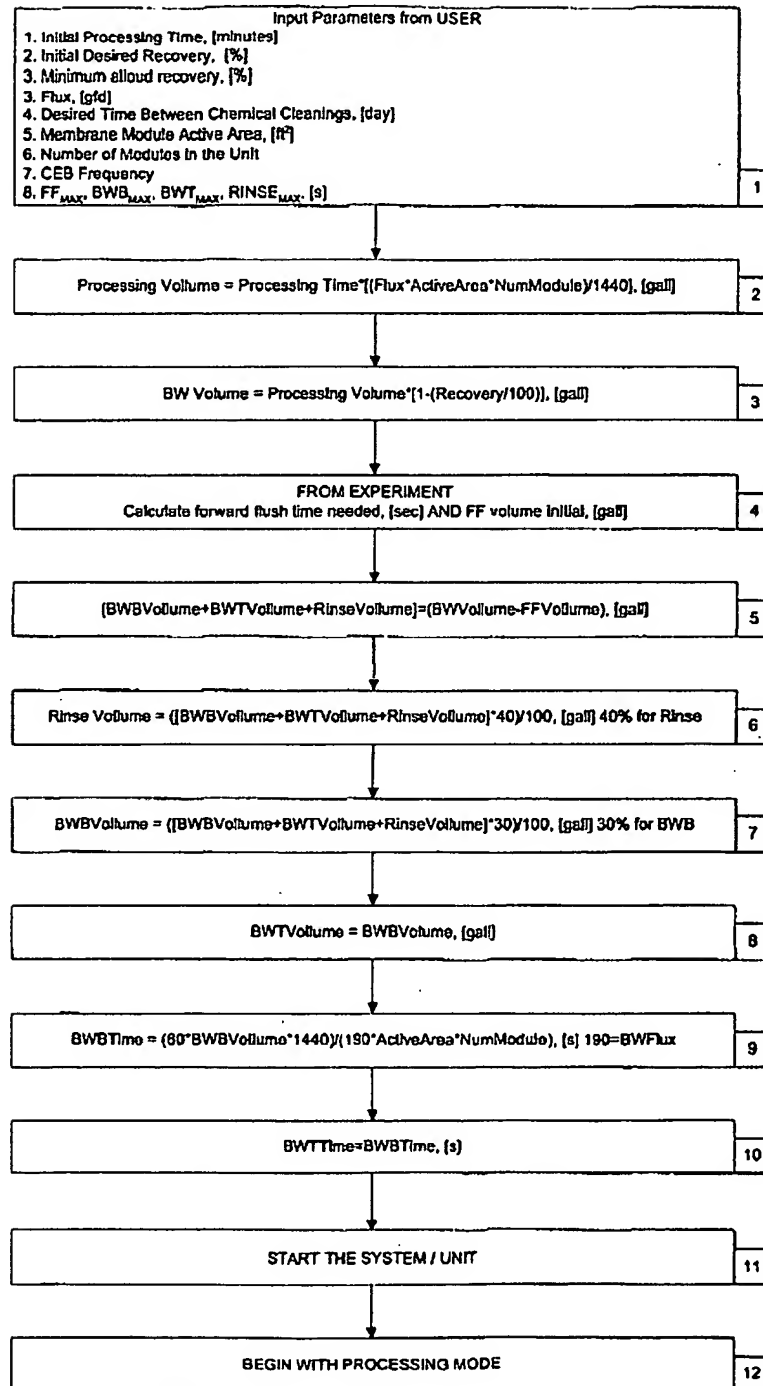 Input Parameters from USER
1. Initial Processing Time, [minutes]
2. Initial Desired Recovery, [%]
3. Minimum alloud recovery, [%]
3. Flux, [gfd]
4. Desired Time Between Chemical Cleanings, [day]
5. Membrane Module Active Area, [ft²]
6. Number of Modules in the Unit
7. CEB Frequency
8. FF_MAX, BWB_MAX, BWT_MAX, RINSE_MAX, [s]
1
Processing Vollume = Processing Time*[(Flux*ActiveArea*NumModule)/1440], [gall]
2
BW Volume = Processing Volume*[1-(Recovery/100)], [gall]
3
FROM EXPERIMENT
Calculate forward flush time needed, [sec] AND FF volume initial, [gall]
4
[BWBVollume+BWTVollume+RinseVollume]=(BWVollume-FFVollume), [gall]
5
Rinse Vollume = ([BWBVollume+BWTVollume+RinseVollume]*40)/100, [gall] 40% for Rinse
6
BWBVollume = ([BWBVollume+BWTVollume+RinseVollume]*30)/100, [gall] 30% for BWB
7
BWTVollume = BWBVolume, [gall]
8
BWBTime = (60*BWBVollume*1440)/(190*ActiveArea*NumModule), [s] 190=BWFlux
9
BWTTime=BWBTime, [s]
10
START THE SYSTEM / UNIT
11
BEGIN WITH PROCESSING MODE
12